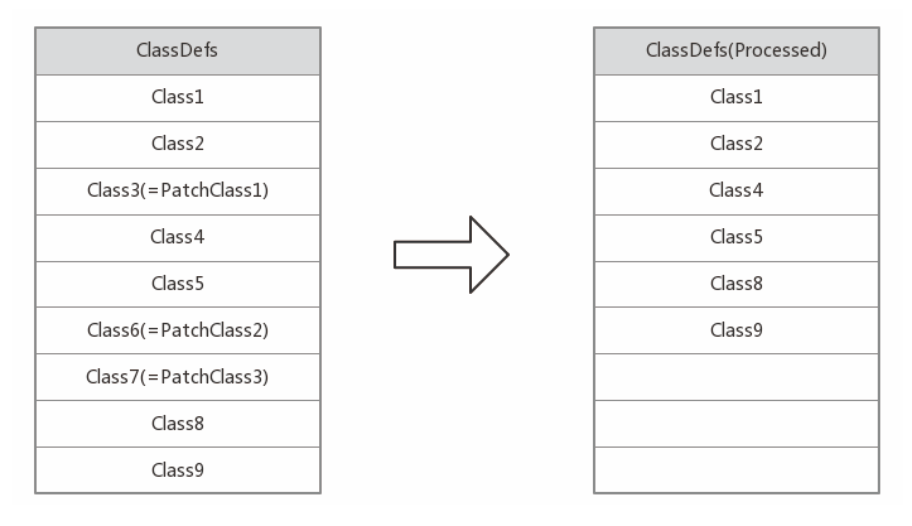 ClassDefs
Class1
Class2
Class3(=PatchClass1)
Class4
Class5
Class6(=PatchClass2)
Class7(=PatchClass3)
Class8
Class9
ClassDefs(Processed)
Class1
Class2
Class4
Class5
Class8
Class9